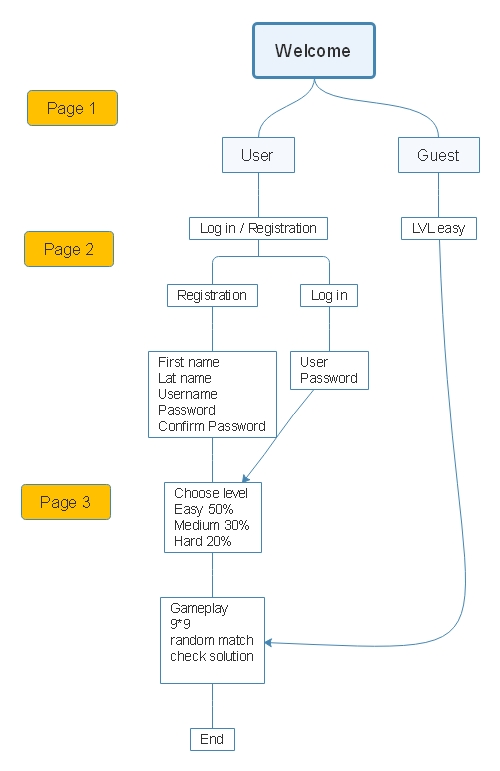 Welcome
Page 1
User
Guest
Log in / Registration
LVL easy
Page 2
Registration
Log in
First name
Lat name
Username
Password
Confirm Password
User
Password
Page 3
Choose level
Easy 50%
Medium 30%
Hard 20%
Gameplay
9*9
random match
check solution
End